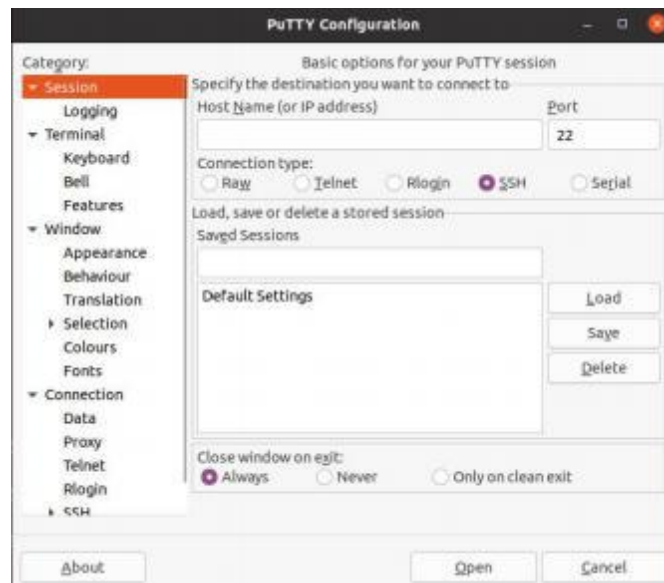 PuTTY Configuration
Category:
Session
Logging
Terminal
Keyboard
Bell
Features
Window
Appearance
Behaviour
Translation
Selection
Colours
Fonts
Connection
Data
Proxy
Telnet
Rlogin
SSH
Basic options for your PuTTY session
Specify the destination you want to connect to
Host Name (or IP address) Port
22
Connection type:
Raw Telnet Rlogin SSH Serial
Load, save or delete a stored session
Saved Sessions
Default Settings
Load
Save
Delete
Close window on exit:
Always Never Only on clean exit
About Open Cancel